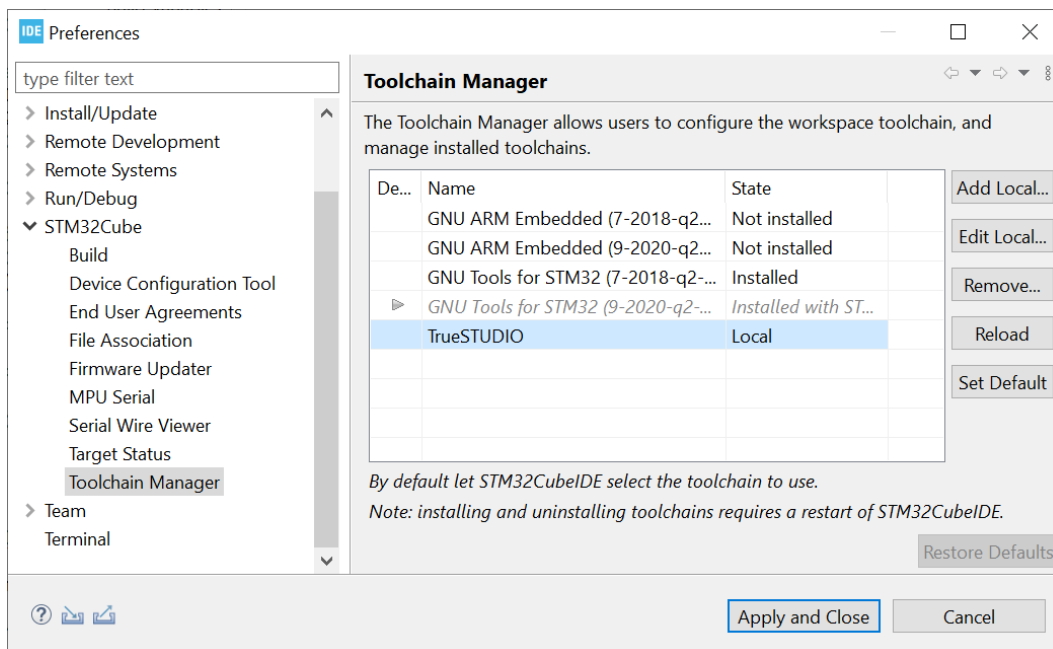 IDE Preferences
type filter text
Install/Update
Remote Development
Remote Systems
Run/Debug
STM32Cube
Build
Device Configuration Tool
End User Agreements
File Association
Firmware Updater
MPU Serial
Serial Wire Viewer
Target Status
Toolchain Manager
Team
Terminal
Toolchain Manager
The Toolchain Manager allows users to configure the workspace toolchain, and
manage installed toolchains.
De... Name State
GNU ARM Embedded (7-2018-q2... Not installed
GNU ARM Embedded (9-2020-q2... Not installed
GNU Tools for STM32 (7-2018-q2-... Installed
GNU Tools for STM32 (9-2020-q2-... Installed with ST...
TrueSTUDIO Local
Add Local...
Edit Local...
Remove...
Reload
Set Default
By default let STM32CubeIDE select the toolchain to use.
Note: installing and uninstalling toolchains requires a restart of STM32CubeIDE.
Restore Defaults
? Apply and Close Cancel